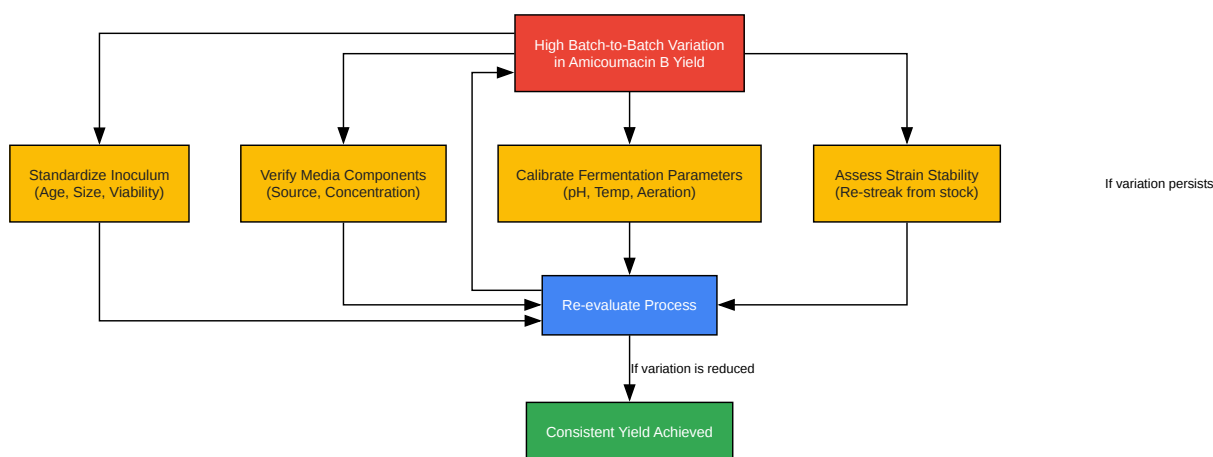 High Batch-to-Batch Variation
in Amicoumacin B Yield
Standardize Inoculum
(Age, Size, Viability)
Verify Media Components
(Source, Concentration)
Calibrate Fermentation Parameters
(pH, Temp, Aeration)
Assess Strain Stability
(Re-streak from stock)
If variation persists
Re-evaluate Process
If variation is reduced
Consistent Yield Achieved